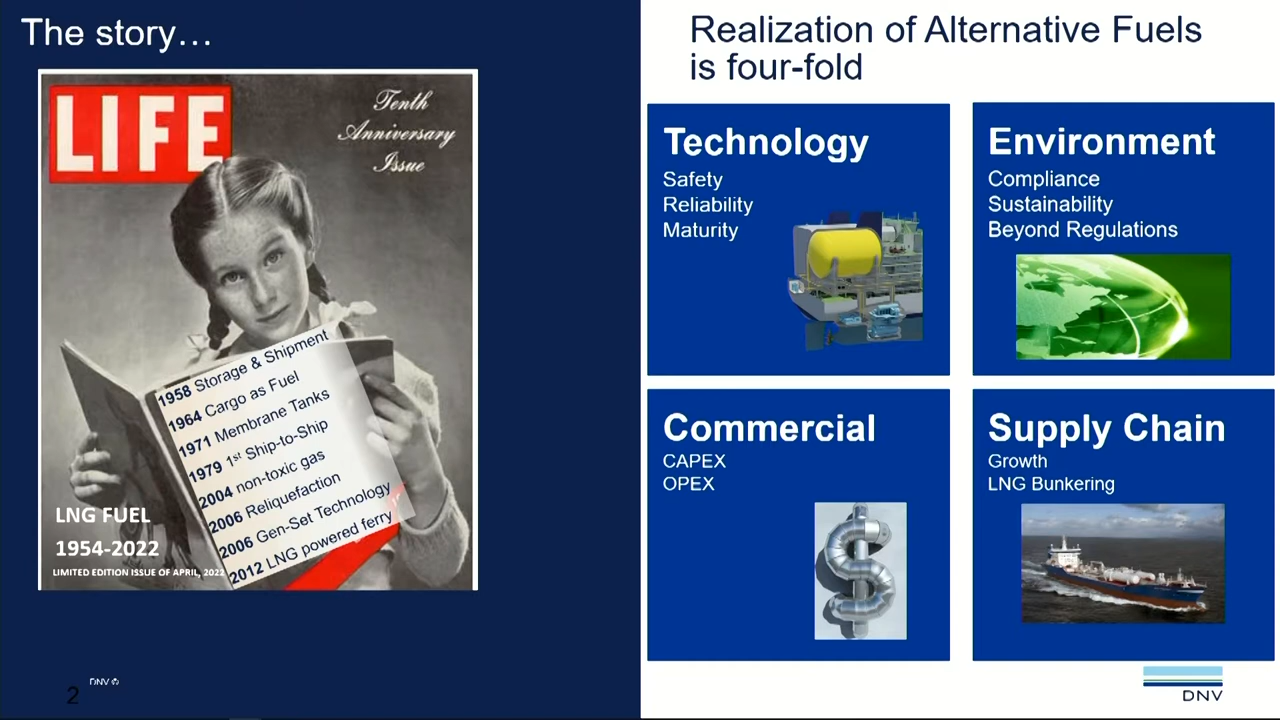 The story…
LIFE
Tenth
Anniversary
Issue
1958 Storage & Shipment
1964 Cargo as Fuel
1971 Membrane Tanks
1979 1st Ship-to-Ship
2004 non-toxic gas
2006 Reliquefaction
2006 Gen-Set Technology
2012 LNG powered ferry
LNG FUEL
1954-2022
LIMITED EDITION ISSUE OF APRIL, 2022
2
DNV ©
Realization of Alternative Fuels
is four-fold
Technology
Safety
Reliability
Maturity
Environment
Compliance
Sustainability
Beyond Regulations
Commercial
CAPEX
OPEX
Supply Chain
Growth
LNG Bunkering
DNV